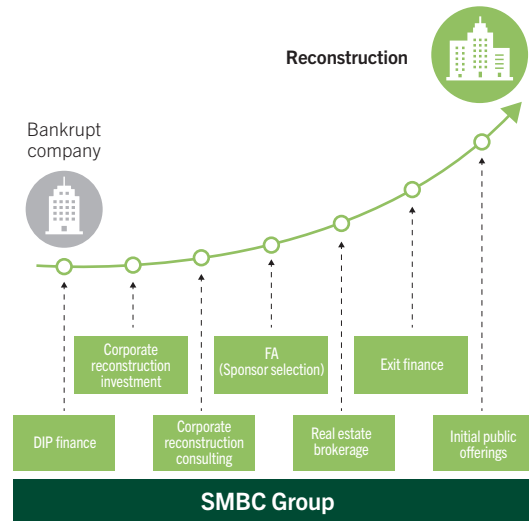 Reconstruction
Bankrupt
company
Corporate
reconstruction
investment
FA
(Sponsor selection)
Exit finance
DIP finance
Corporate
reconstruction
consulting
Real estate
brokerage
Initial public
offerings
SMBC Group